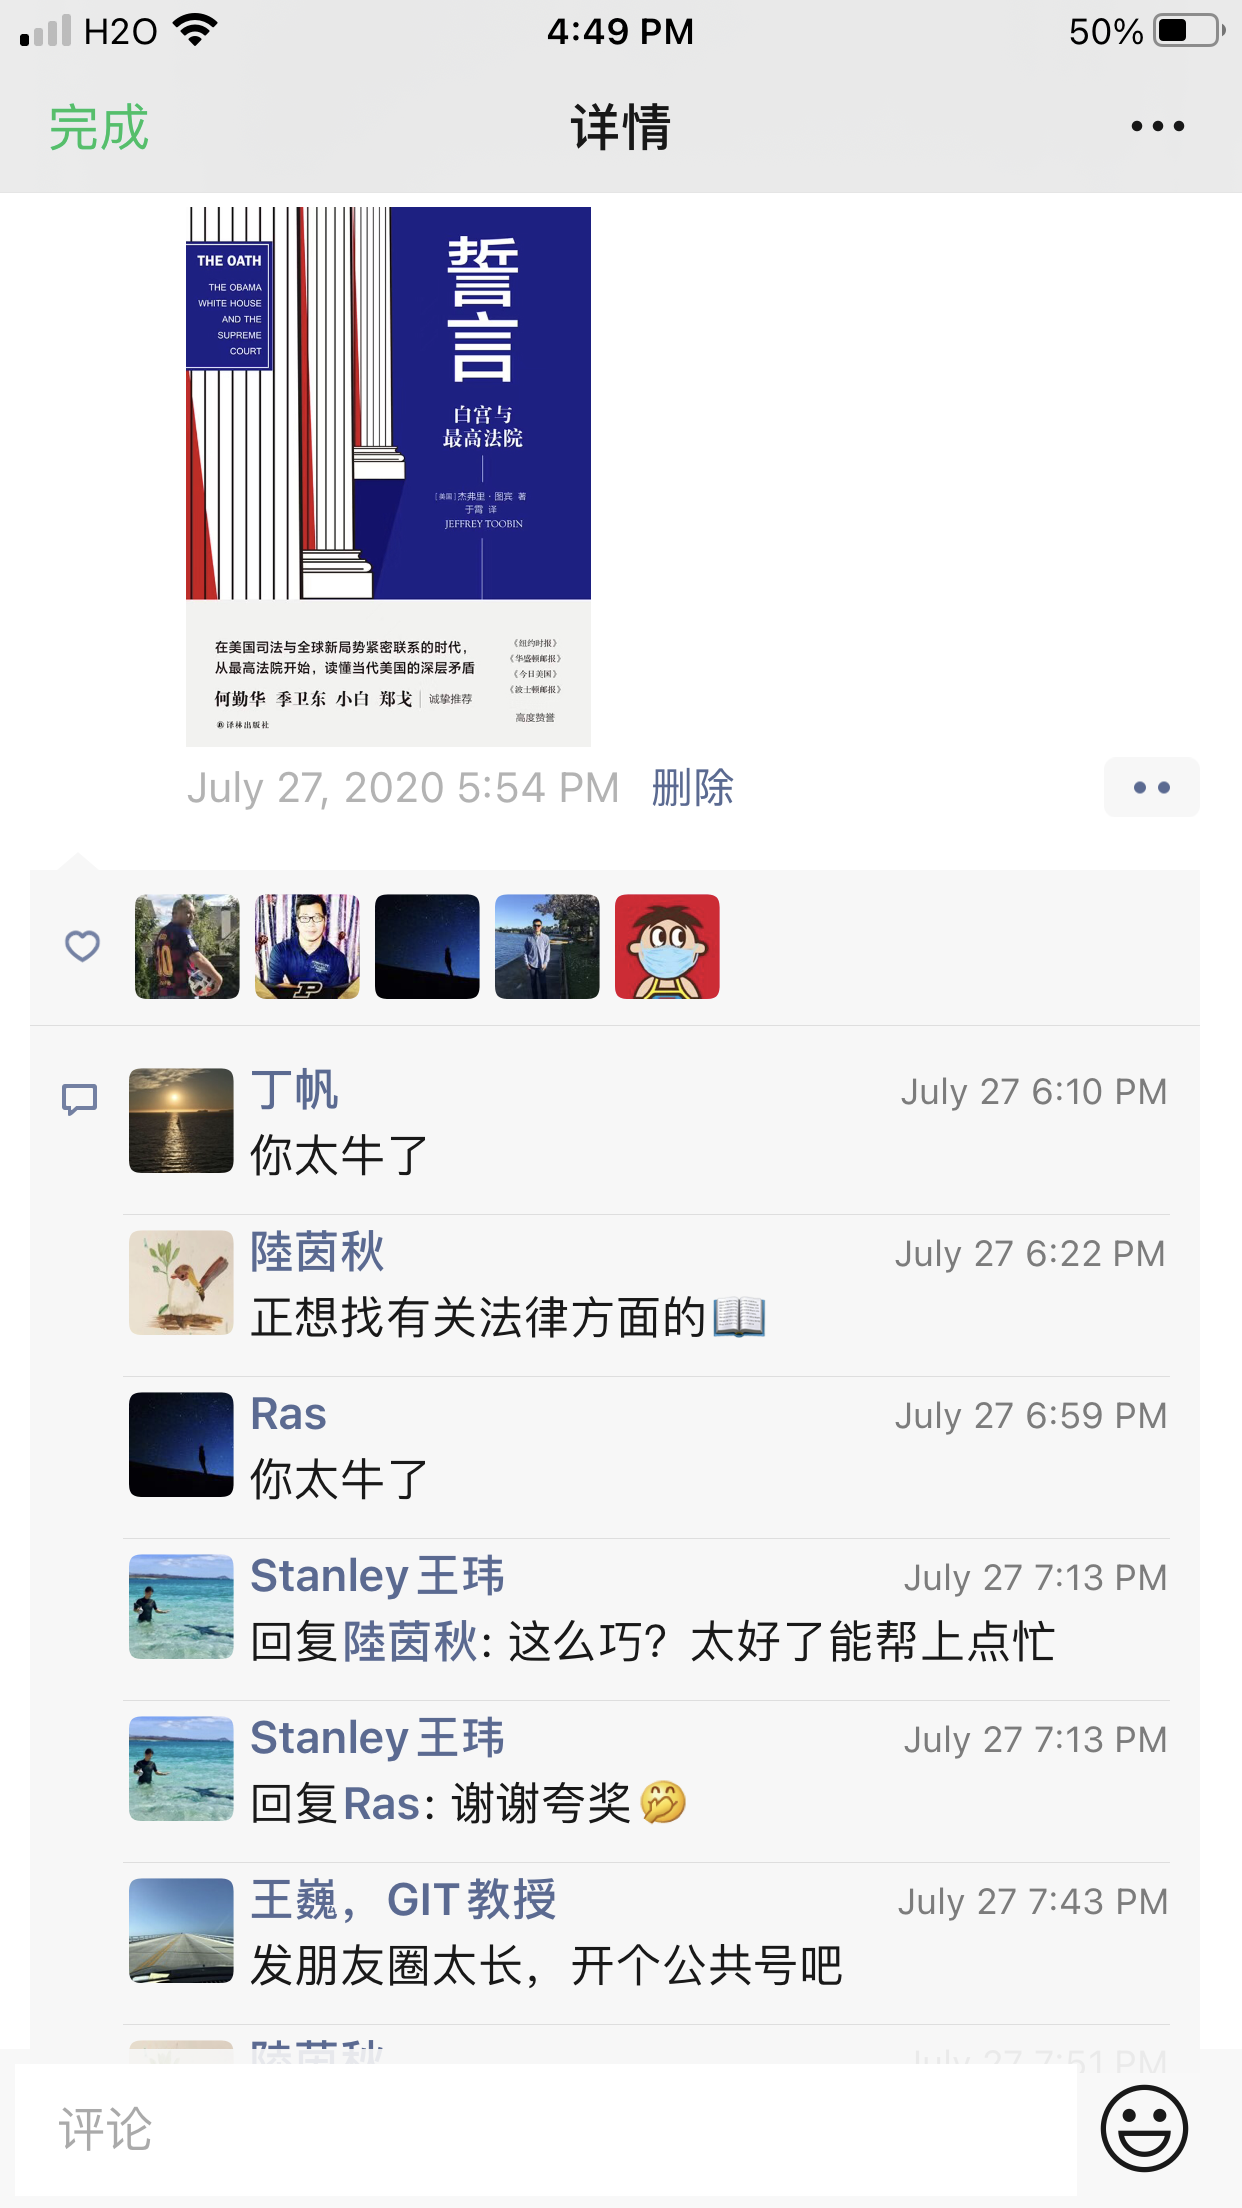 H2O
4:49 PM
50%
完成
详情
THE OATH
THE OBAMA
WHITE HOUSE
AND THE
SUPREME
COURT
誓言
白宫与
最高法院
[美国]杰弗里·图宾 著
于霄 译
JEFFREY TOOBIN
在美国司法与全球新局势紧密联系的时代，
从最高法院开始，读懂当代美国的深层矛盾
何勤华 季卫东 小白 郑戈 | 诚挚推荐
译林出版社
《纽约时报》
《华盛顿邮报》
《今日美国》
《波士顿邮报》
高度赞誉
July 27, 2020 5:54 PM 删除
丁帆
July 27 6:10 PM
你太牛了
陸茵秋
July 27 6:22 PM
正想找有关法律方面的📖
Ras
July 27 6:59 PM
你太牛了
Stanley王玮
July 27 7:13 PM
回复陸茵秋: 这么巧？太好了能帮上点忙
Stanley王玮
July 27 7:13 PM
回复Ras: 谢谢夸奖🤭
王巍，GIT教授
July 27 7:43 PM
发朋友圈太长，开个公共号吧
陸茵秋
July 27 7:51 PM
评论